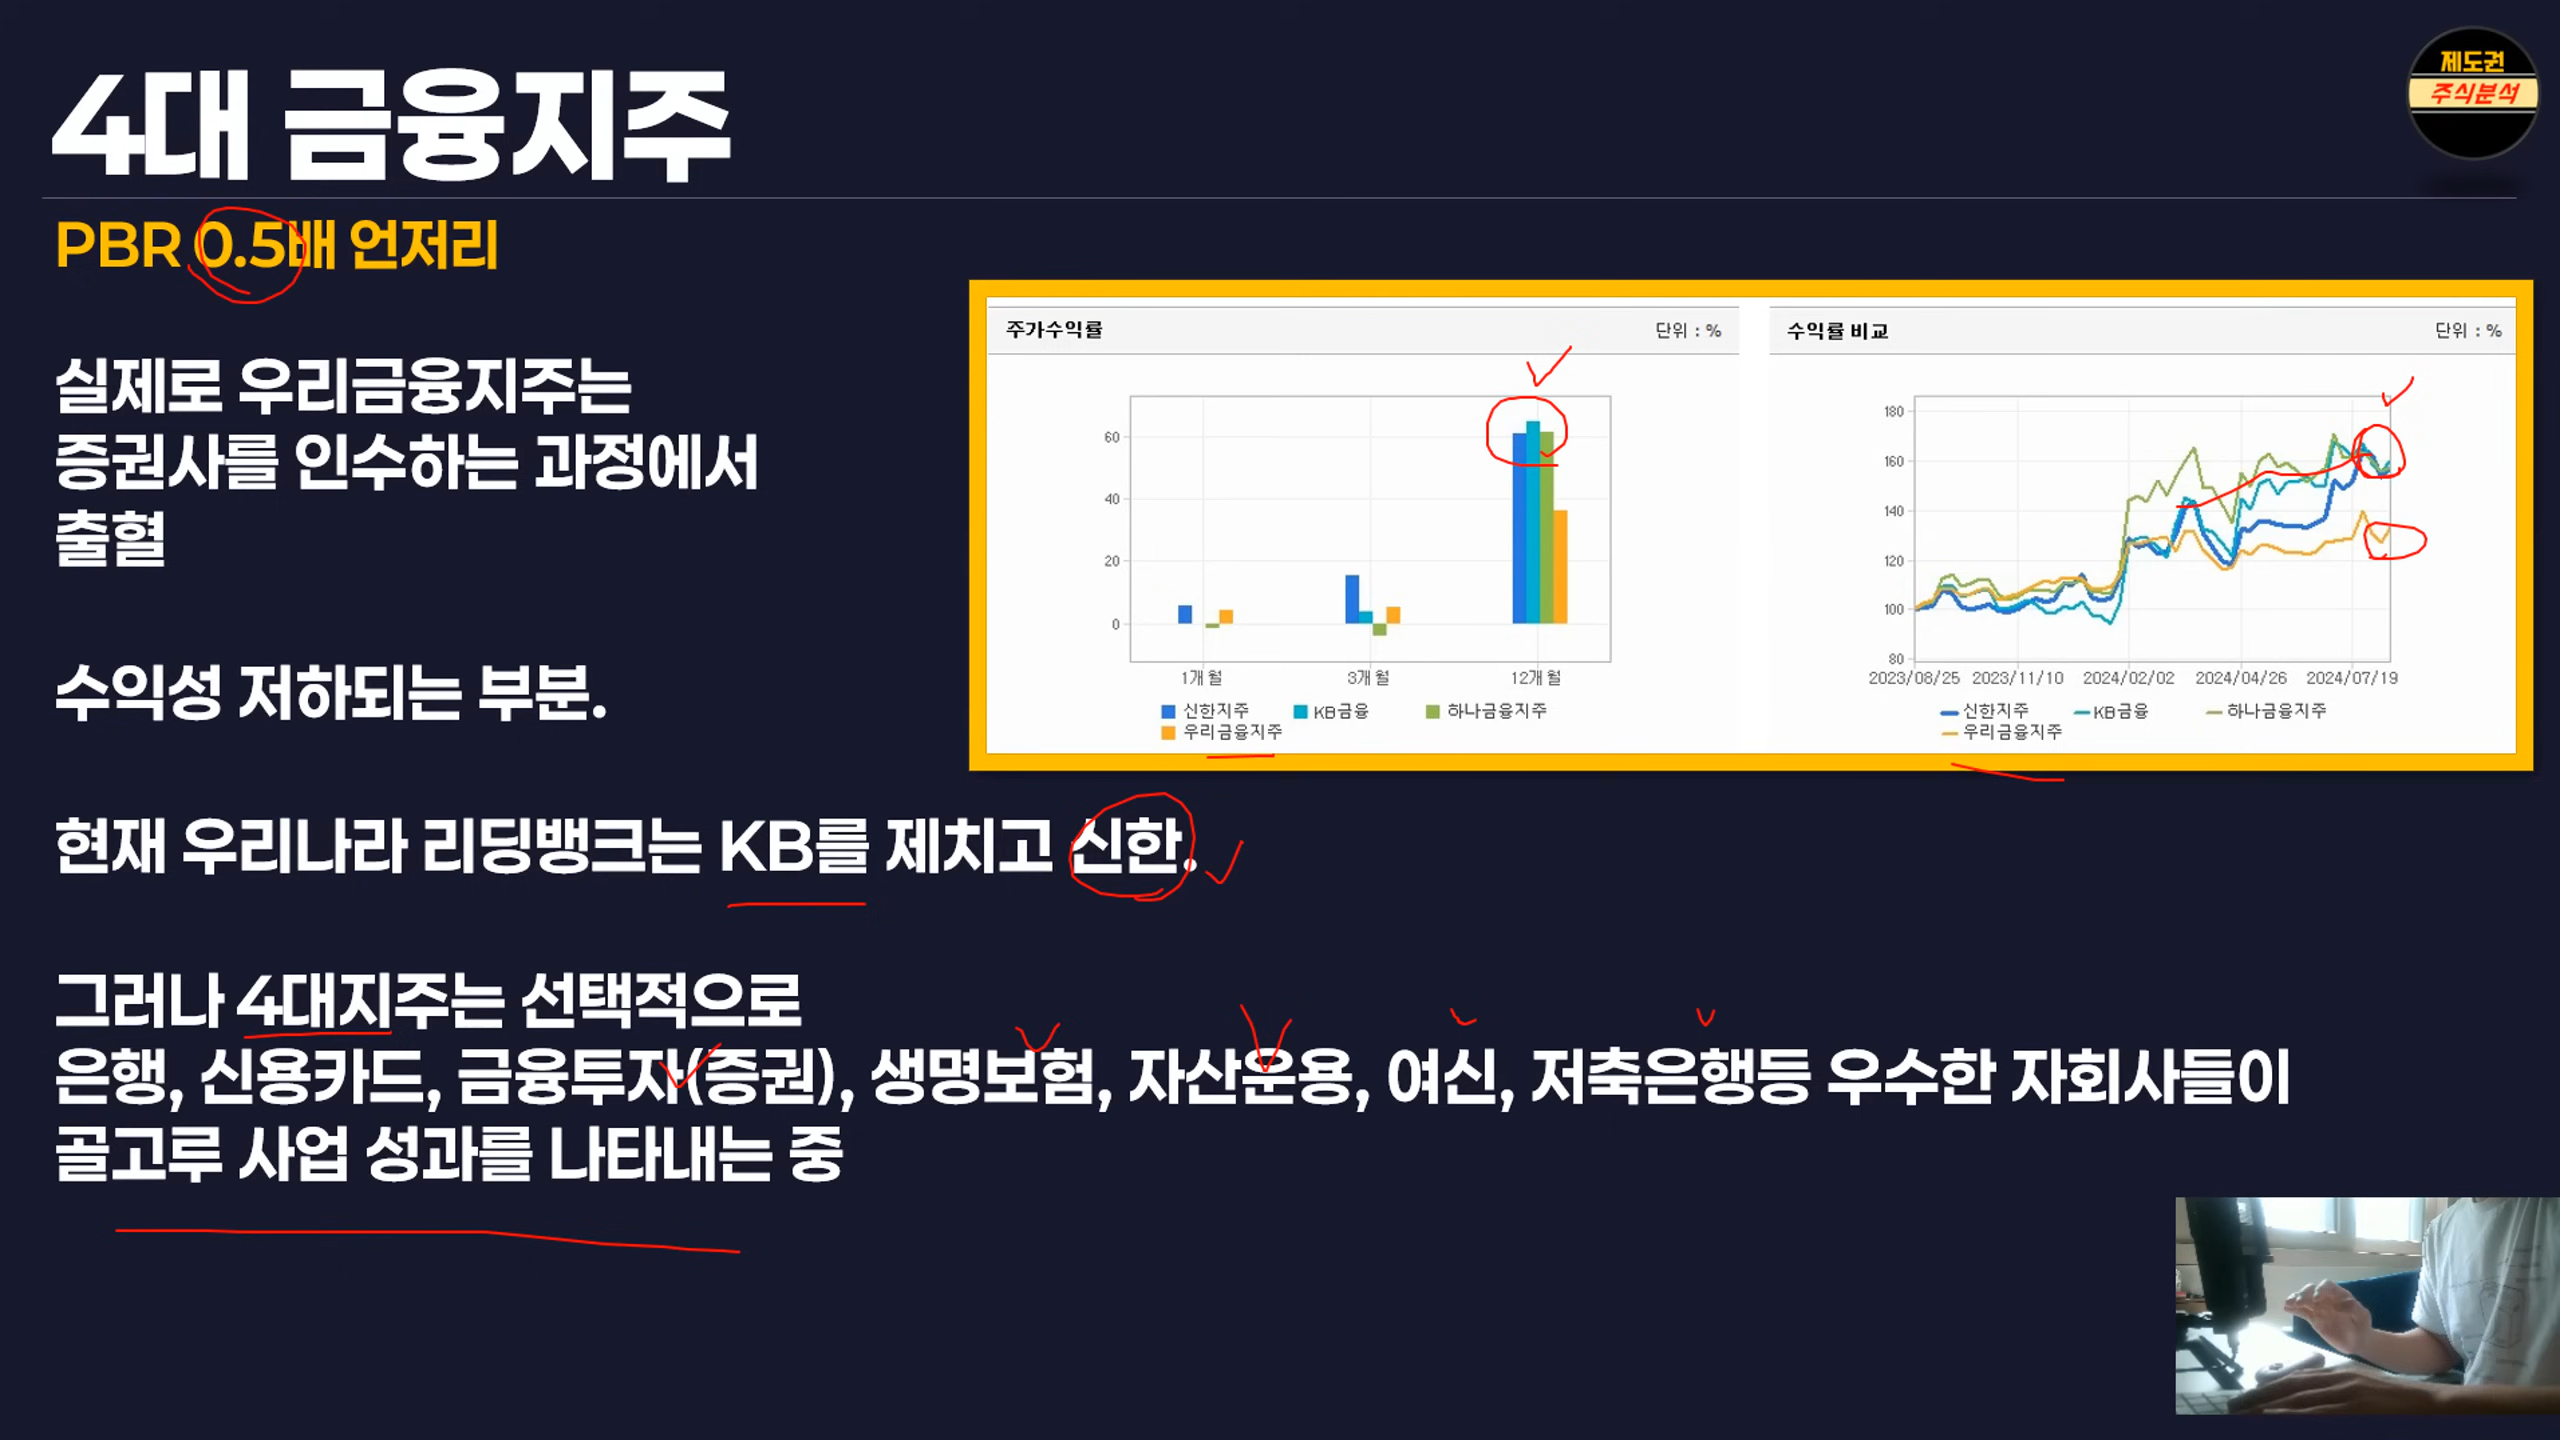 4대 금융지주
제도권
주식분석
PBR 0.5배 언저리
실제로 우리금융지주는
증권사를 인수하는 과정에서
출혈
수익성 저하되는 부분.
주가수익률
단위 : %
60
40
20
0
1개월
3개월
12개월
신한지주
KB금융
하나금융지주
우리금융지주
수익률 비교
단위 : %
180
160
140
120
100
80
2023/08/25
2023/11/10
2024/02/02
2024/04/26
2024/07/19
신한지주
KB금융
하나금융지주
우리금융지주
현재 우리나라 리딩뱅크는 KB를 제치고 신한.
그러나 4대지주는 선택적으로
은행, 신용카드, 금융투자(증권), 생명보험, 자산운용, 여신, 저축은행등 우수한 자회사들이
골고루 사업 성과를 나타내는 중